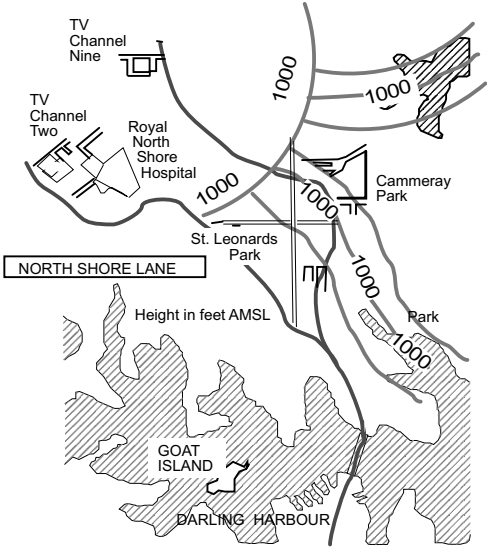 TV
Channel
Nine
1000
1000
TV
Channel
Two
Royal
North
Shore
Hospital
1000
1000
Cammeray
Park
St. Leonards
Park
NORTH SHORE LANE
1000
Height in feet AMSL
Park
1000
GOAT
ISLAND
DARLING HARBOUR